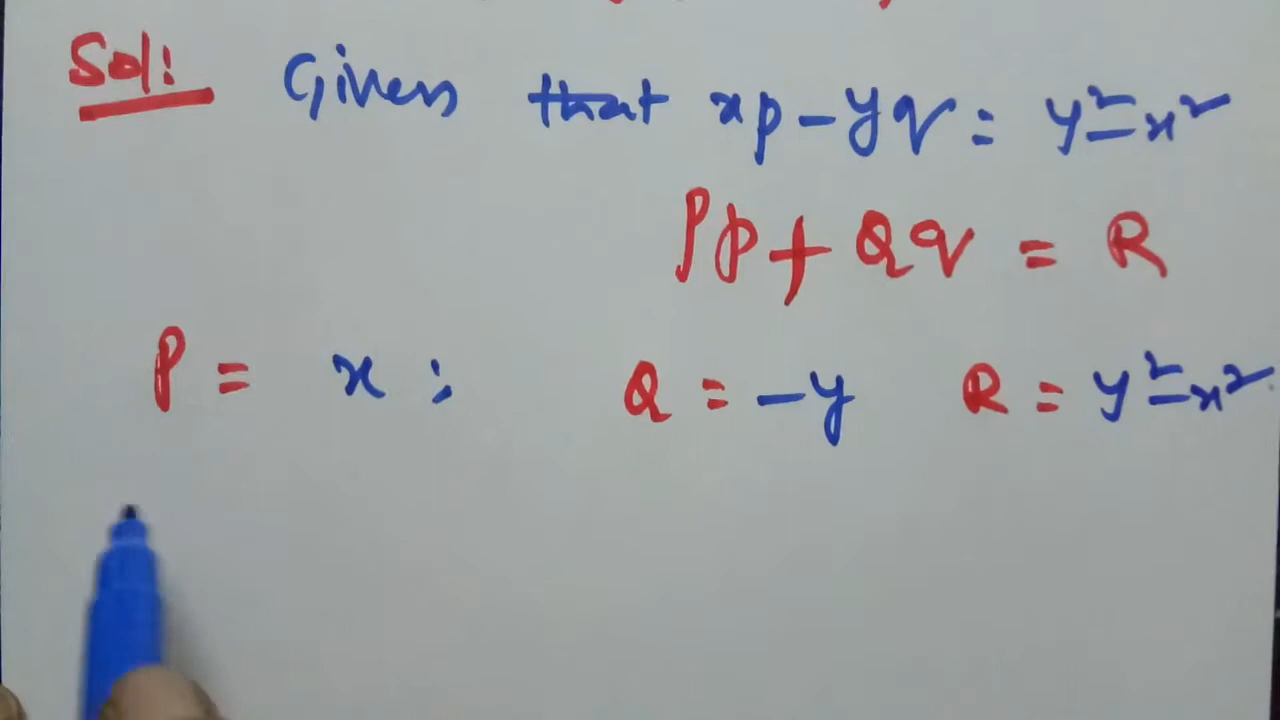 Sol: Given that xp - yq = y² - x²
Pp + Qq = R
P = x ; Q = -y R = y² - x²